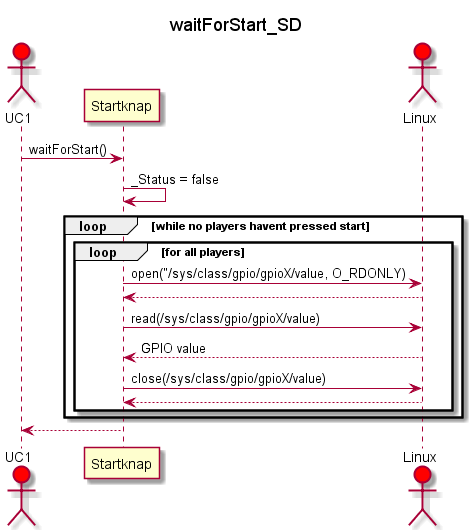 waitForStart_SD
UC1
Startknap
Linux
waitForStart()
_Status = false
loop [while no players havent pressed start]
loop [for all players]
open("/sys/class/gpio/gpioX/value, O_RDONLY)
read(/sys/class/gpio/gpioX/value)
GPIO value
close(/sys/class/gpio/gpioX/value)
UC1
Startknap
Linux